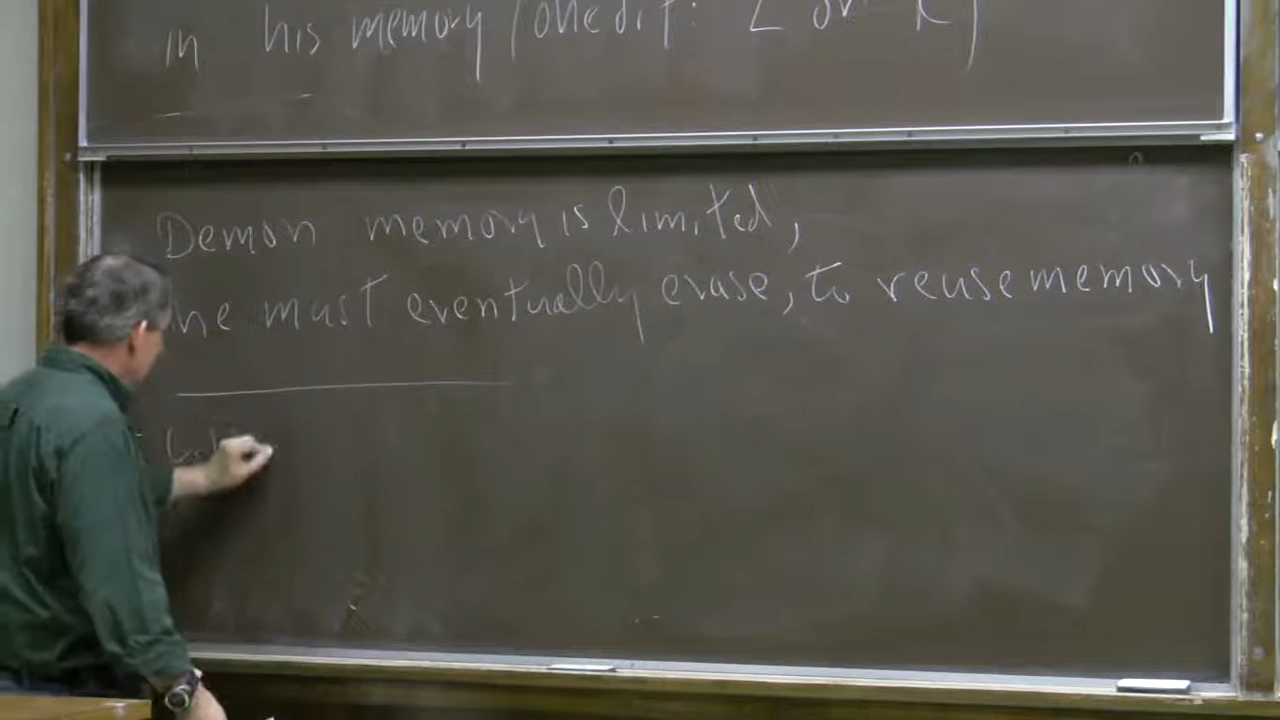 in his memory (one bit: L or R)
Demon memory is limited,
he must eventually erase, to reuse memory